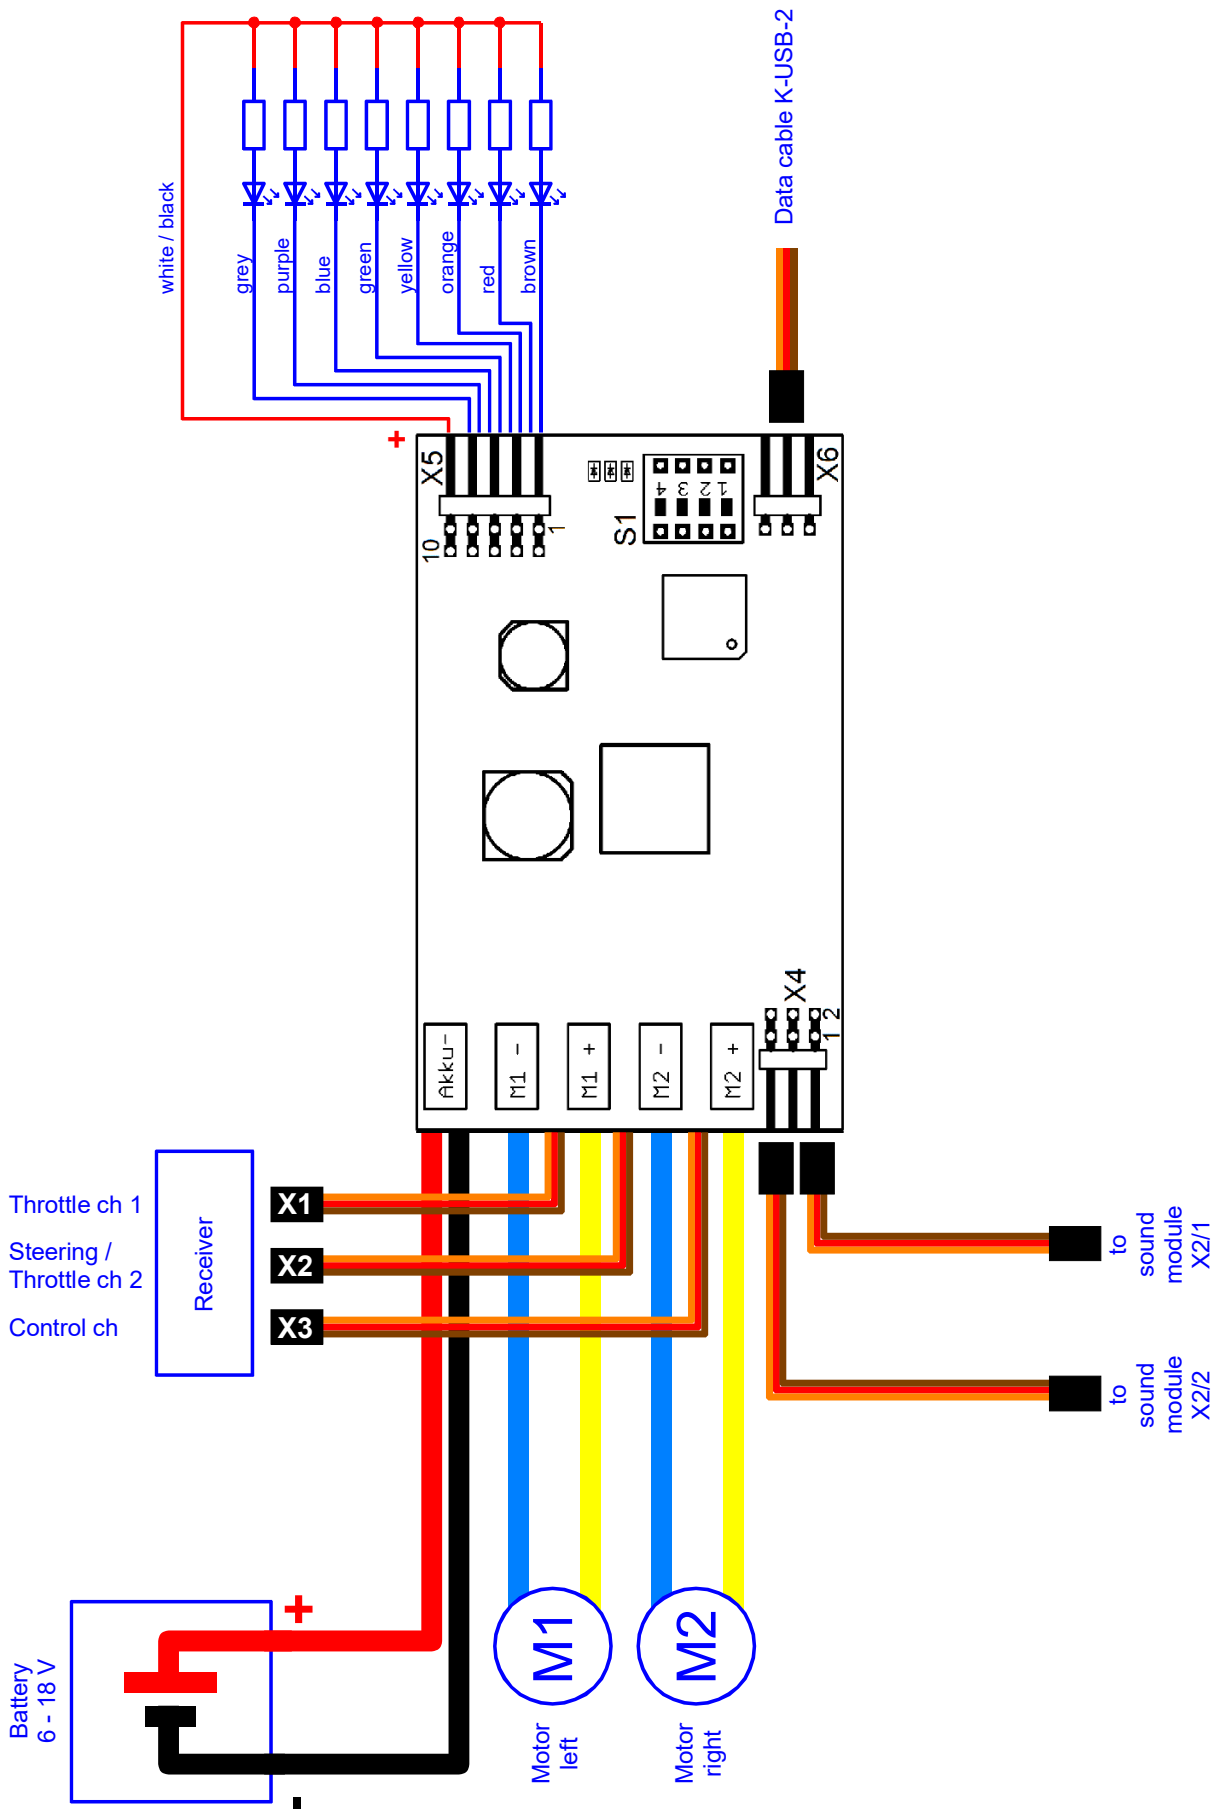 Data cable K-USB-2
white / black
grey
purple
blue
green
yellow
orange
red
brown
+
X5
10
1
S1
4
3
2
1
X6
X4
1
2
Akku-
M1 -
M1 +
M2 -
M2 +
Throttle ch 1
Steering /
Throttle ch 2
Control ch
Receiver
X1
X2
X3
to
sound
module
X2/1
to
sound
module
X2/2
Battery
6 - 18 V
+
-
M1
M2
Motor
left
Motor
right